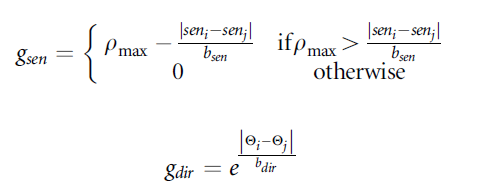 g_sen = { ρ_max − |sen_i−sen_j| / b_sen if ρ_max > |sen_i−sen_j| / b_sen
0 otherwise
g_dir = e^{|Θ_i−Θ_j| / b_dir}